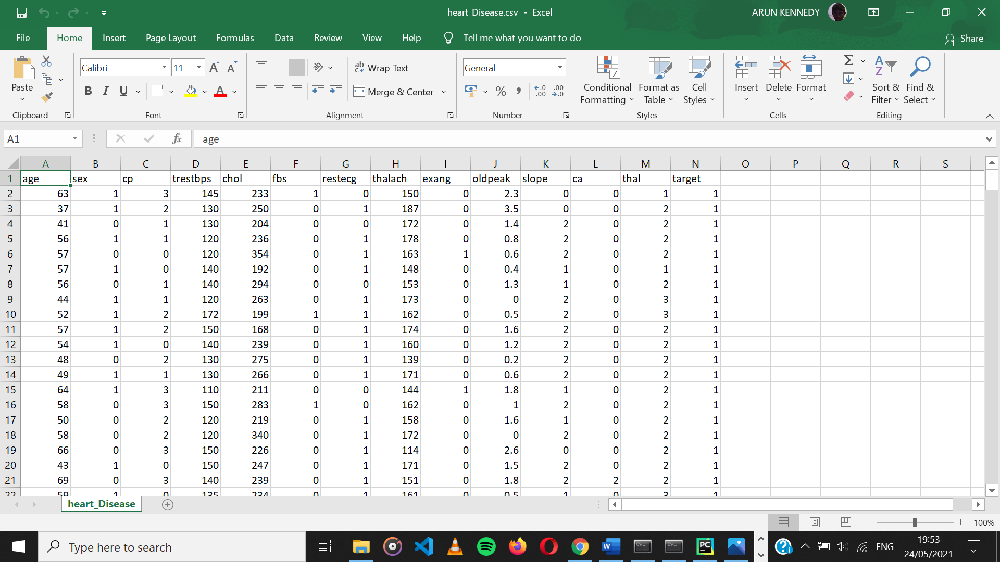 heart_Disease.csv - Excel
ARUN KENNEDY
File Home Insert Page Layout Formulas Data Review View Help Tell me what you want to do Share
Paste
Clipboard
Calibri 11
B I U A
Font
Wrap Text
Merge & Center
Alignment
General
% , .00 .00
Number
Conditional Formatting
Format as Table
Cell Styles
Styles
Insert Delete Format
Cells
Sort & Filter
Find & Select
Editing
A1 fx age
A B C D E F G H I J K L M N O P Q R S
1 age sex cp trestbps chol fbs restecg thalach exang oldpeak slope ca thal target
2 63 1 3 145 233 1 0 150 0 2.3 0 0 1 1
3 37 1 2 130 250 0 1 187 0 3.5 0 0 2 1
4 41 0 1 130 204 0 0 172 0 1.4 2 0 2 1
5 56 1 1 120 236 0 1 178 0 0.8 2 0 2 1
6 57 0 0 120 354 0 1 163 1 0.6 2 0 2 1
7 57 1 0 140 192 0 1 148 0 0.4 1 0 1 1
8 56 0 1 140 294 0 0 153 0 1.3 1 0 2 1
9 44 1 1 120 263 0 1 173 0 0 2 0 3 1
10 52 1 2 172 199 1 1 162 0 0.5 2 0 3 1
11 57 1 2 150 168 0 1 174 0 1.6 2 0 2 1
12 54 1 0 140 239 0 1 160 0 1.2 2 0 2 1
13 48 0 2 130 275 0 1 139 0 0.2 2 0 2 1
14 49 1 1 130 266 0 1 171 0 0.6 2 0 2 1
15 64 1 3 110 211 0 0 144 1 1.8 1 0 2 1
16 58 0 3 150 283 1 0 162 0 1 2 0 2 1
17 50 0 2 120 219 0 1 158 0 1.6 1 0 2 1
18 58 0 2 120 340 0 1 172 0 0 2 0 2 1
19 66 0 3 150 226 0 1 114 0 2.6 0 0 2 1
20 43 1 0 150 247 0 1 171 0 1.5 2 0 2 1
21 69 0 3 140 239 0 1 151 0 1.8 2 2 2 1
22 59 1 0 135 234 0 1 161 0 0.5 1 0 3 1
heart_Disease
100%
Type here to search
ENG
19:53
24/05/2021